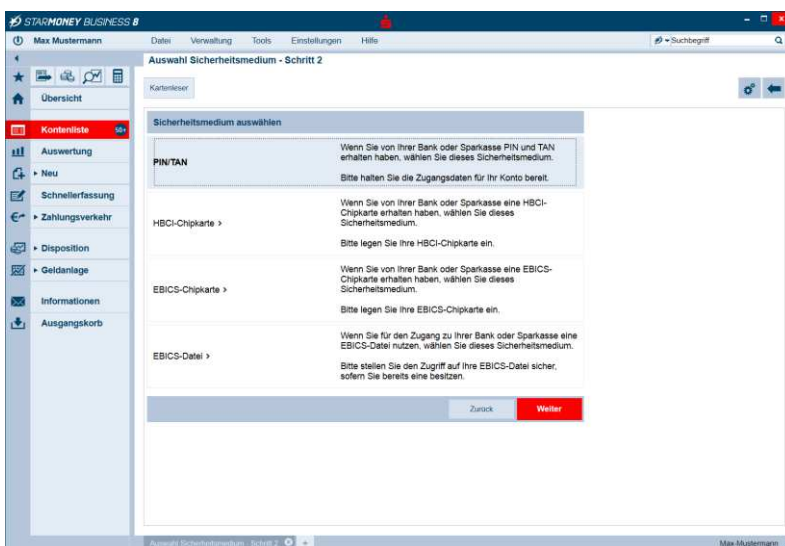 STARMONEY BUSINESS 8
Max Mustermann
Datei Verwaltung Tools Einstellungen Hilfe
Suchbegriff
Auswahl Sicherheitsmedium - Schritt 2
Kartenleser
Übersicht
Kontenliste 50+
Auswertung
Neu
Schnellerfassung
Zahlungsverkehr
Disposition
Geldanlage
Informationen
Ausgangskorb
Sicherheitsmedium auswählen
PIN/TAN
Wenn Sie von Ihrer Bank oder Sparkasse PIN und TAN
erhalten haben, wählen Sie dieses Sicherheitsmedium.
Bitte halten Sie die Zugangsdaten für Ihr Konto bereit.
HBCI-Chipkarte >
Wenn Sie von Ihrer Bank oder Sparkasse eine HBCI-
Chipkarte erhalten haben, wählen Sie dieses
Sicherheitsmedium.
Bitte legen Sie Ihre HBCI-Chipkarte ein.
EBICS-Chipkarte >
Wenn Sie von Ihrer Bank oder Sparkasse eine EBICS-
Chipkarte erhalten haben, wählen Sie dieses
Sicherheitsmedium.
Bitte legen Sie Ihre EBICS-Chipkarte ein.
EBICS-Datei >
Wenn Sie für den Zugang zu Ihrer Bank oder Sparkasse eine
EBICS-Datei nutzen, wählen Sie dieses Sicherheitsmedium.
Bitte stellen Sie den Zugriff auf Ihre EBICS-Datei sicher,
sofern Sie bereits eine besitzen.
Zurück Weiter
Auswahl Sicherheitsmedium - Schritt 2 +
Max-Mustermann